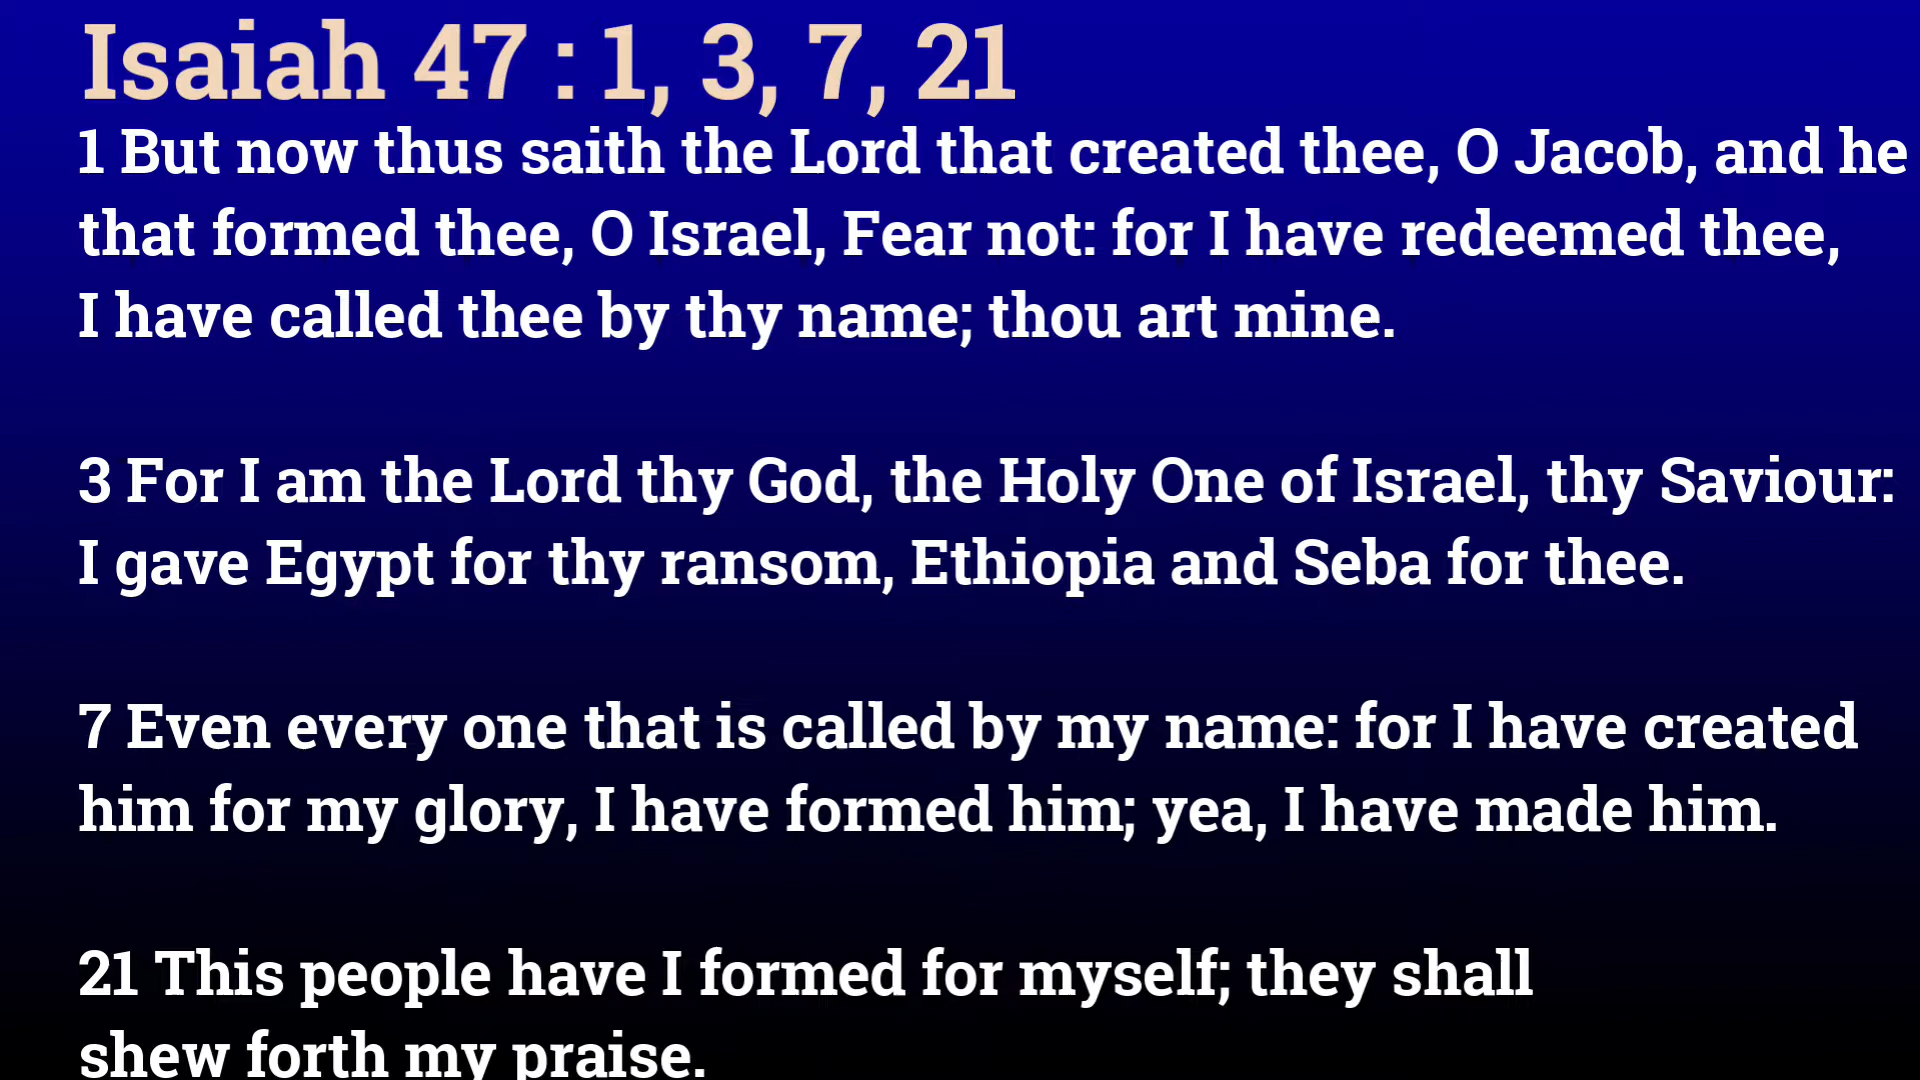 Isaiah 47 : 1, 3, 7, 21
1 But now thus saith the Lord that created thee, O Jacob, and he
that formed thee, O Israel, Fear not: for I have redeemed thee,
I have called thee by thy name; thou art mine.
3 For I am the Lord thy God, the Holy One of Israel, thy Saviour:
I gave Egypt for thy ransom, Ethiopia and Seba for thee.
7 Even every one that is called by my name: for I have created
him for my glory, I have formed him; yea, I have made him.
21 This people have I formed for myself; they shall
shew forth my praise.